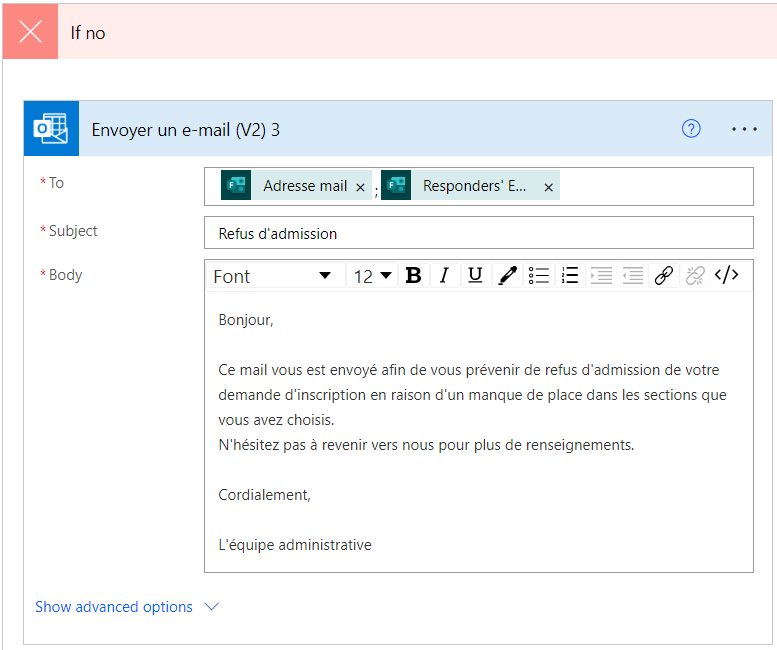 If no
Envoyer un e-mail (V2) 3
* To
Adresse mail × ; Responders' E... ×
* Subject
Refus d'admission
* Body
Font 12 B I U </>
Bonjour,
Ce mail vous est envoyé afin de vous prévenir de refus d'admission de votre
demande d'inscription en raison d'un manque de place dans les sections que
vous avez choisis.
N'hésitez pas à revenir vers nous pour plus de renseignements.
Cordialement,
L'équipe administrative
Show advanced options